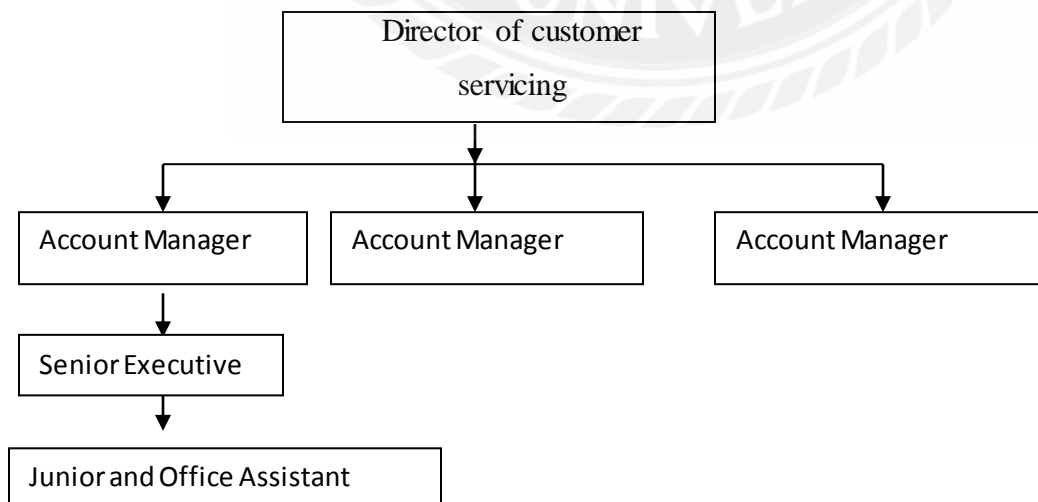 Director of customer
servicing
Account Manager
Account Manager
Account Manager
Senior Executive
Junior and Office Assistant